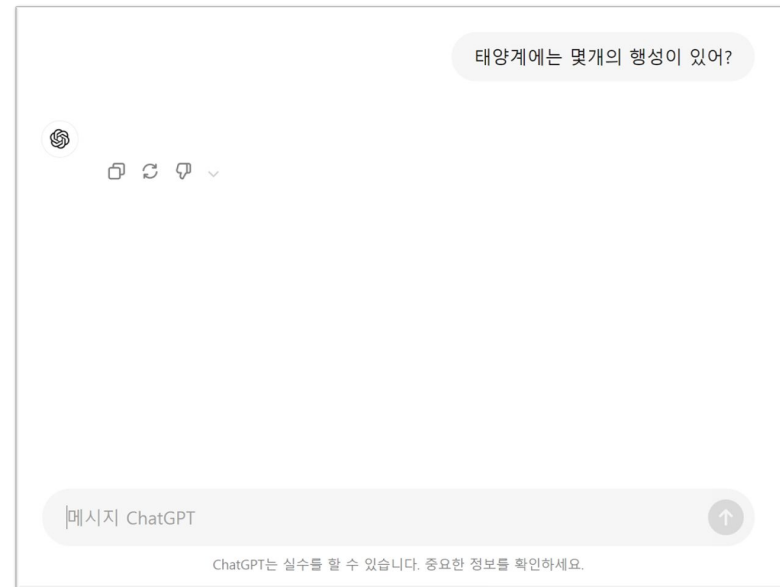 태양계에는 몇개의 행성이 있어?
메시지 ChatGPT
ChatGPT는 실수를 할 수 있습니다. 중요한 정보를 확인하세요.